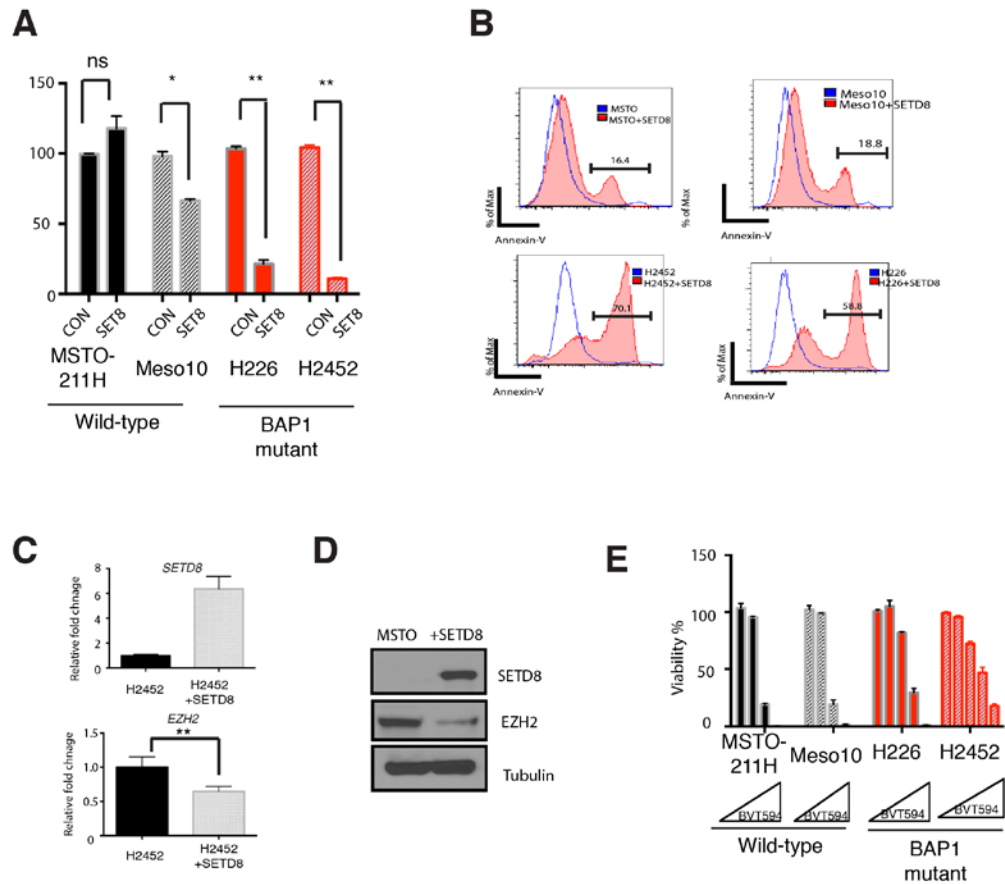 A
ns
*
**
**
150
100
50
0
CON
SET8
CON
SET8
CON
SET8
CON
SET8
MSTO-
211H
Meso10
H226
H2452
Wild-type
BAP1
mutant
B
MSTO
MSTO+SETD8
16.4
% of Max
Annexin-V
Meso10
Meso10+SETD8
18.8
% of Max
Annexin-V
H2452
H2452+SETD8
70.1
% of Max
Annexin-V
H226
H226+SETD8
58.8
% of Max
Annexin-V
C
SETD8
Relative fold chnage
8
6
4
2
0
H2452
H2452
+SETD8
EZH2
**
Relative fold chnage
1.5
1.0
0.5
0
H2452
H2452
+SETD8
D
MSTO +SETD8
SETD8
EZH2
Tubulin
E
Viability %
150
100
50
0
MSTO-
211H
Meso10
H226
H2452
BVT594
BVT594
BVT594
BVT594
Wild-type
BAP1
mutant